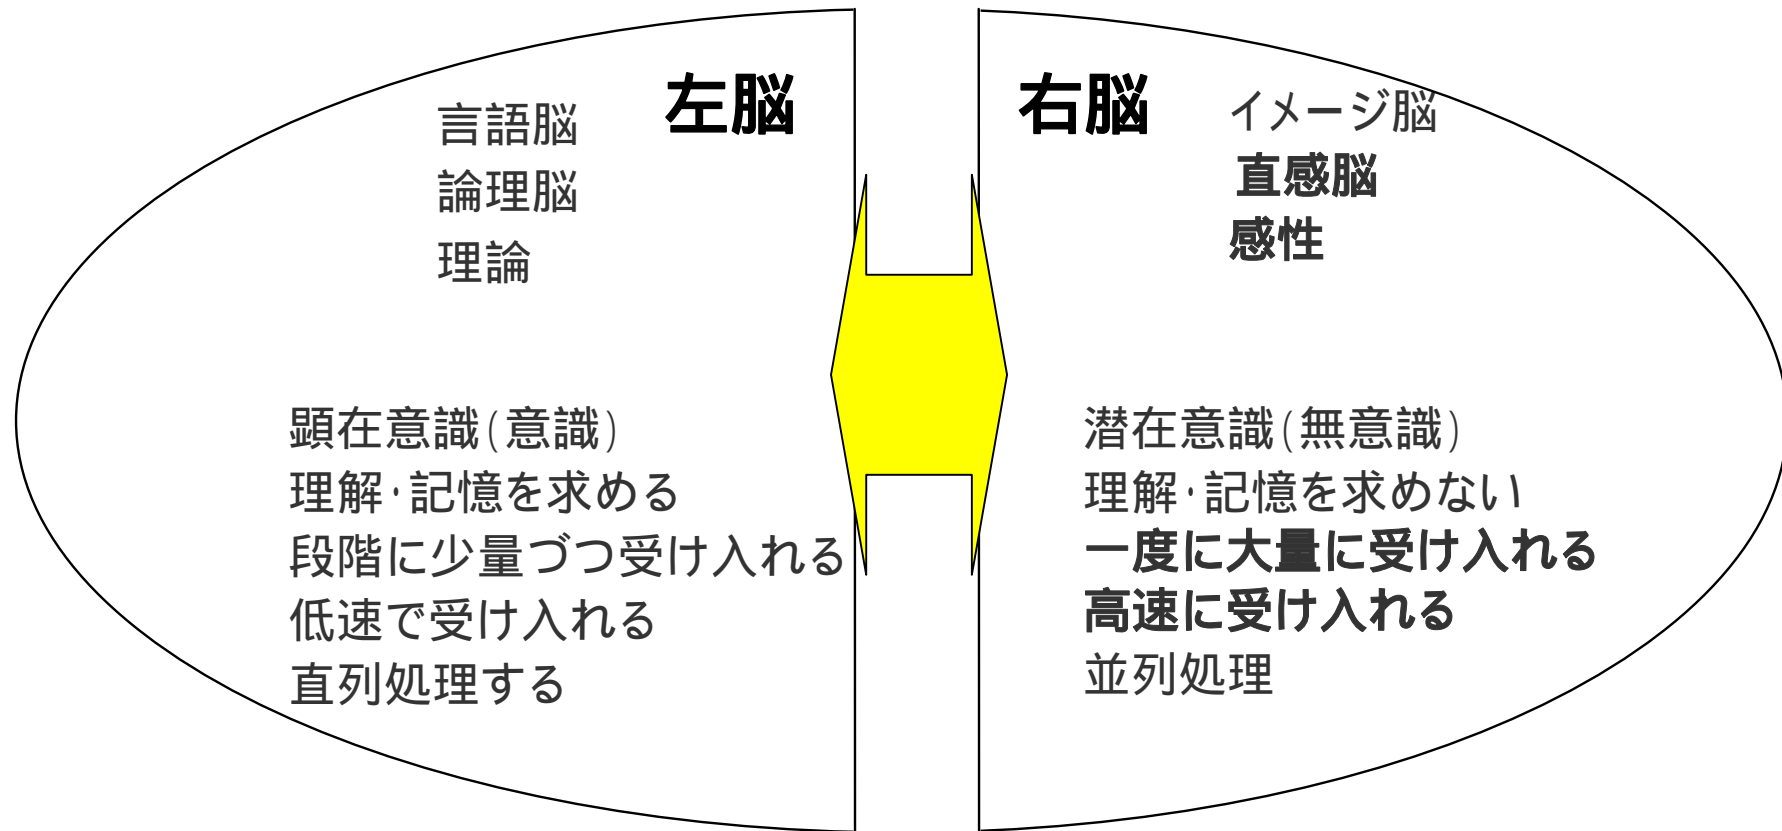 左脳
言語脳
論理脳
理論
顕在意識(意識)
理解・記憶を求める
段階に少量づつ受け入れる
低速で受け入れる
直列処理する
右脳
イメージ脳
直感脳
感性
潜在意識(無意識)
理解・記憶を求めない
一度に大量に受け入れる
高速に受け入れる
並列処理